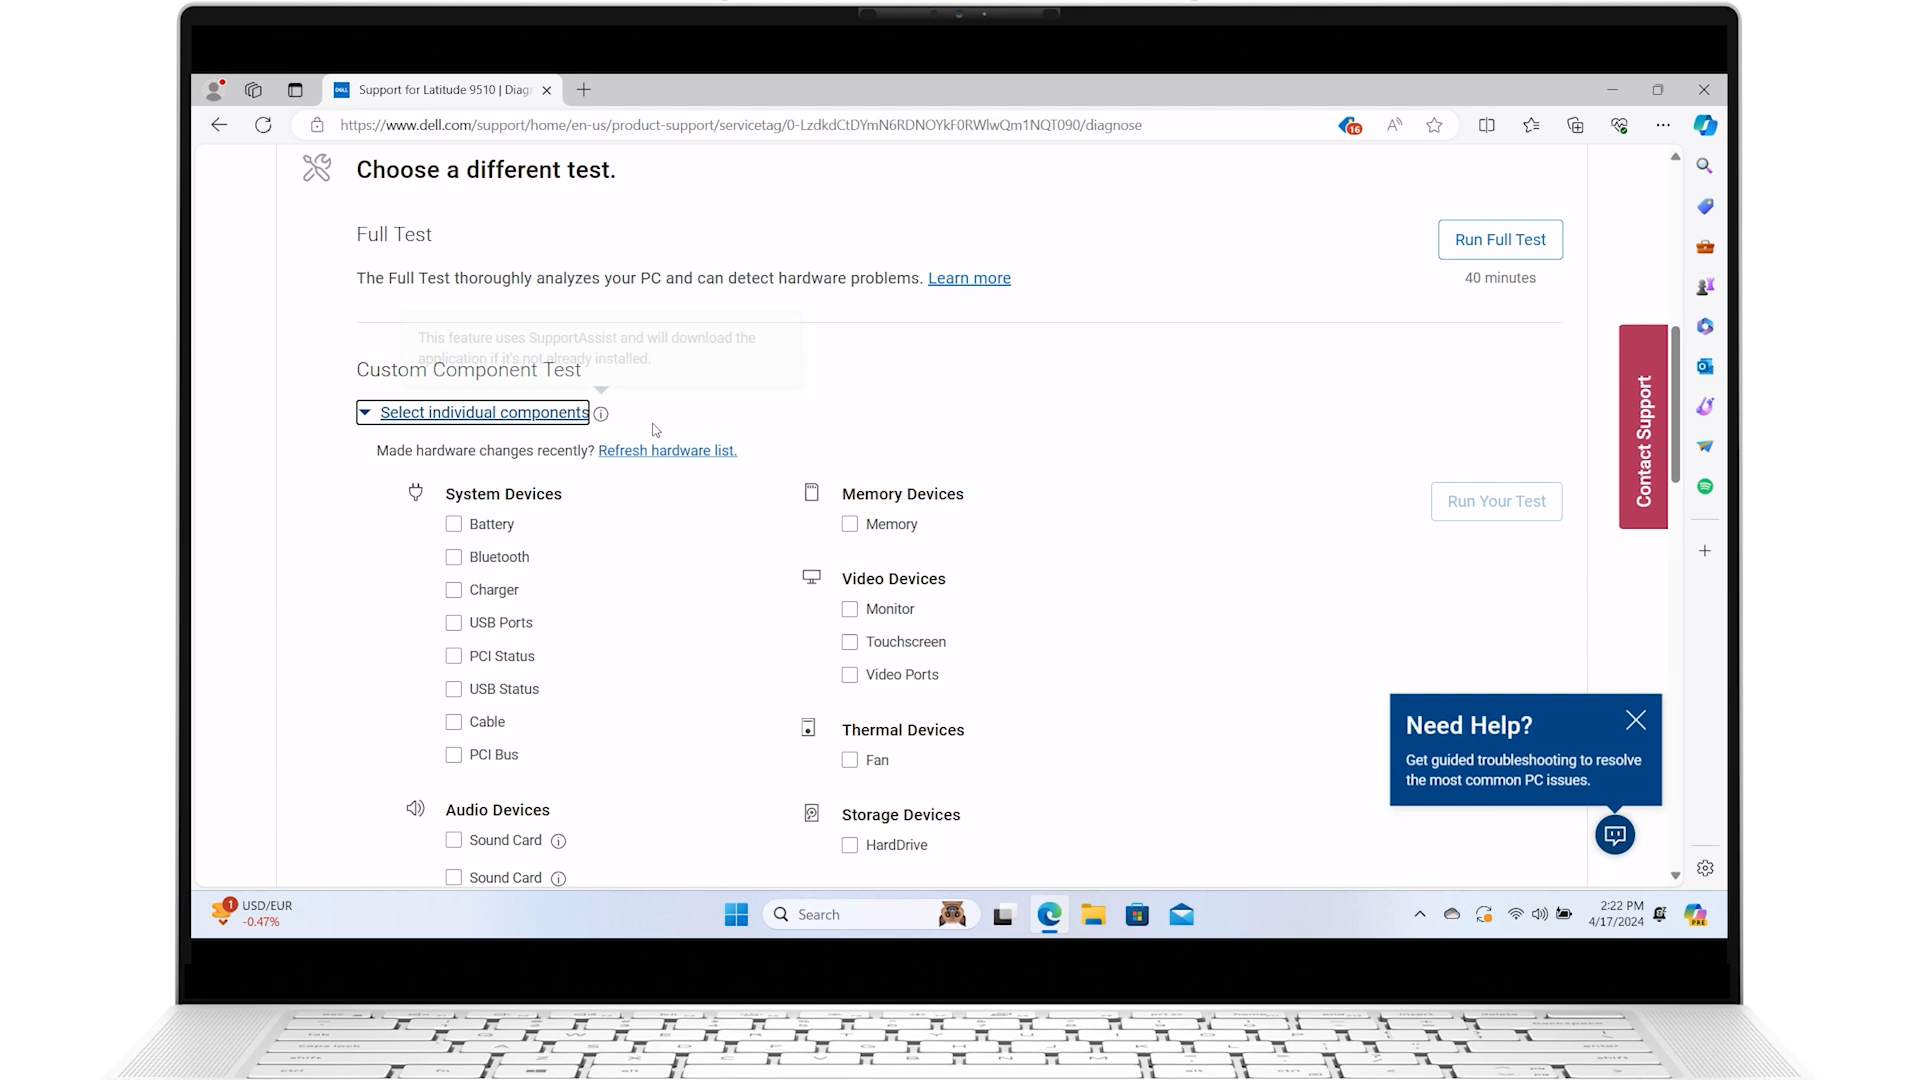 Support for Latitude 9510 | Diag
https://www.dell.com/support/home/en-us/product-support/servicetag/0-LzdkdCtDYmN6RDNOYkF0RWlwQm1NQT090/diagnose
16
Choose a different test.
Full Test
Run Full Test
The Full Test thoroughly analyzes your PC and can detect hardware problems. Learn more
40 minutes
This feature uses SupportAssist and will download the
application if it's not already installed.
Custom Component Test
Select individual components
Made hardware changes recently? Refresh hardware list.
System Devices
Battery
Bluetooth
Charger
USB Ports
PCI Status
USB Status
Cable
PCI Bus
Audio Devices
Sound Card
Sound Card
Memory Devices
Memory
Video Devices
Monitor
Touchscreen
Video Ports
Thermal Devices
Fan
Storage Devices
HardDrive
Run Your Test
Contact Support
Need Help?
Get guided troubleshooting to resolve
the most common PC issues.
1
USD/EUR
-0.47%
Search
2:22 PM
4/17/2024
PRE